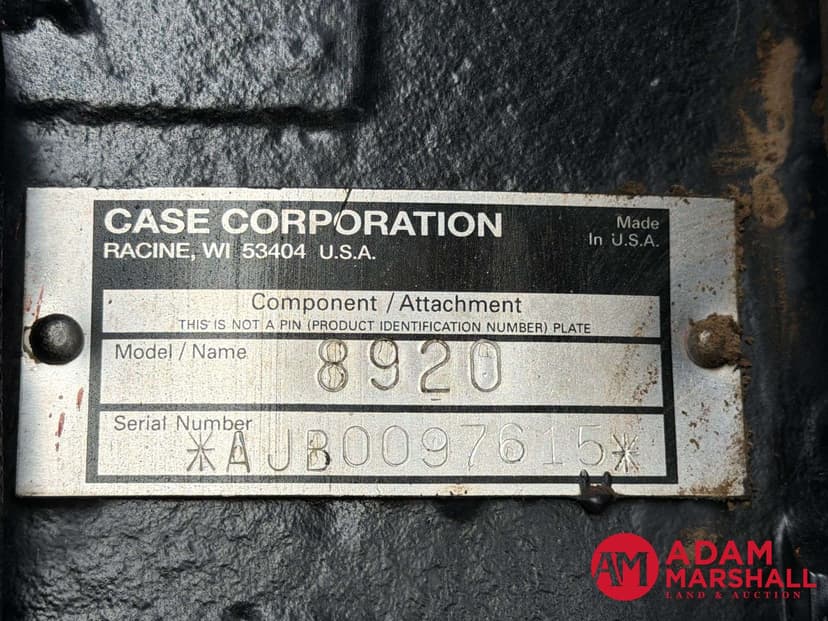 CASE CORPORATION
RACINE, WI 53404 U.S.A.
Made
In U.S.A.
Component / Attachment
THIS IS NOT A PIN (PRODUCT IDENTIFICATION NUMBER) PLATE
Model / Name 8920
Serial Number *AJB0097615*
AM ADAM
MARSHALL
LAND & AUCTION